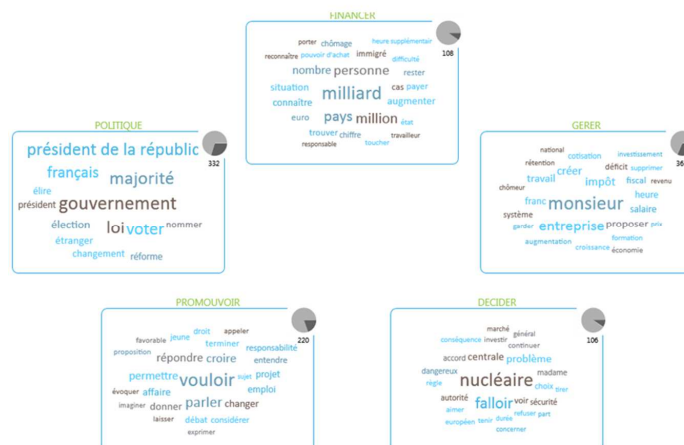 FINANCER
108
porter chômage heure supplémentair
reconnaître pouvoir d'achat immigré difficulté
nombre personne rester
situation milliard cas payer
connaître augmenter
euro pays million état
trouver chiffre travailleur
responsable toucher
POLITIQUE
332
président de la républic
français majorité
élire
président gouvernement
élection loi voter nommer
étranger
changement réforme
GERER
36
national cotisation investissement
rétention créer déficit supprimer
travail impôt fiscal revenu
chômeur heure
franc monsieur salaire
système
garder entreprise proposer prix
augmentation formation
croissance économie
PROMOUVOIR
220
favorable jeune droit appeler
proposition terminer responsabilité
répondre croire entendre
permettre vouloir sujet projet
évoquer affaire emploi
imaginer donner parler changer
laisser débat considérer
exprimer
DECIDER
106
marché général
conséquence investir continuer
accord centrale problème
dangereux nucléaire madame
règle choix tirer
autorité falloir voir sécurité
aimer refuser part
européen tenir durée
concerner